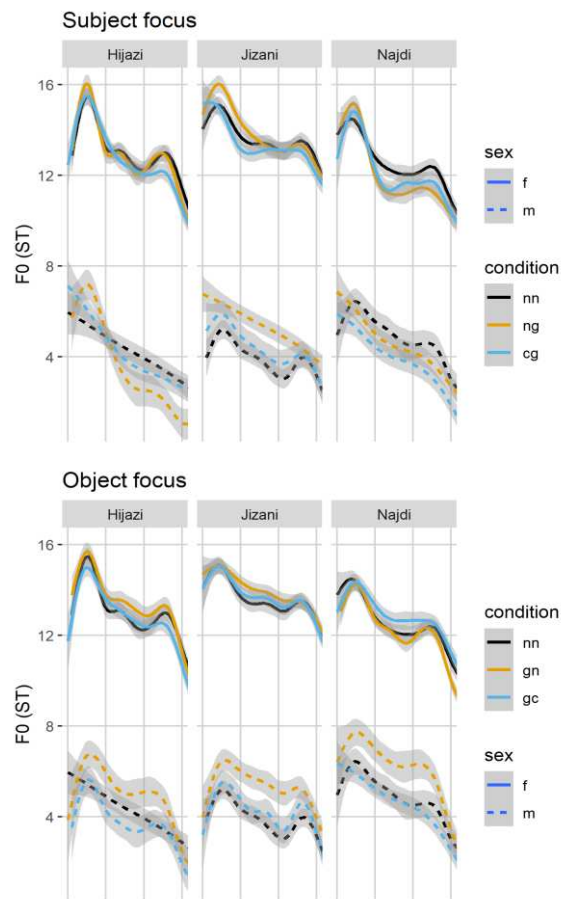 Subject focus
Hijazi
Jizani
Najdi
16
12
8
4
F0 (ST)
sex
f
m
condition
nn
ng
cg
Object focus
Hijazi
Jizani
Najdi
16
12
8
4
F0 (ST)
condition
nn
gn
gc
sex
f
m